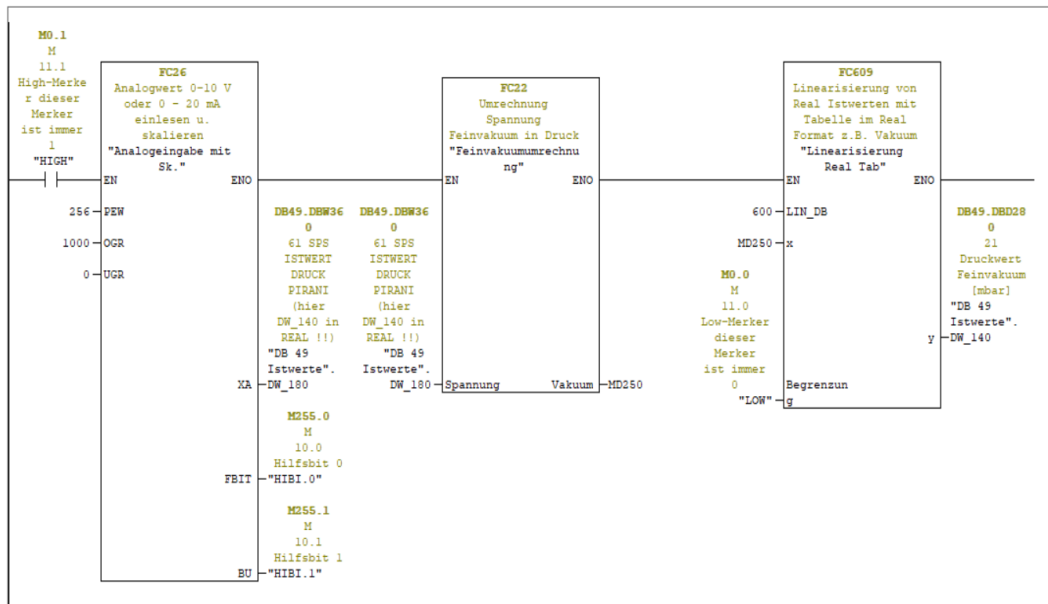 M0.1
M
11.1
High-Merke
r dieser
Merker
ist immer
1
"HIGH"
FC26
Analogwert 0-10 V
oder 0 - 20 mA
einlesen u.
skalieren
"Analogeingabe mit
Sk."
EN
ENO
256
PEW
1000
OGR
0
UGR
DB49.DBW36
0
61 SPS
ISTWERT
DRUCK
PIRANI
(hier
DW_140 in
REAL !!)
"DB 49
Istwerte".
XA
DW_180
M255.0
M
10.0
Hilfsbit 0
FBIT
"HIBI.0"
M255.1
M
10.1
Hilfsbit 1
BU
"HIBI.1"
FC22
Umrechnung
Spannung
Feinvakuum in Druck
"Feinvakuumumrechnu
ng"
EN
ENO
DB49.DBW36
0
61 SPS
ISTWERT
DRUCK
PIRANI
(hier
DW_140 in
REAL !!)
"DB 49
Istwerte".
DW_180
Spannung
Vakuum
MD250
FC609
Linearisierung von
Real Istwerten mit
Tabelle im Real
Format z.B. Vakuum
"Linearisierung
Real Tab"
EN
ENO
600
LIN_DB
MD250
x
M0.0
M
11.0
Low-Merker
dieser
Merker
ist immer
0
"LOW"
Begrenzun
g
DB49.DBD28
0
21
Druckwert
Feinvakuum
[mbar]
"DB 49
Istwerte".
y
DW_140